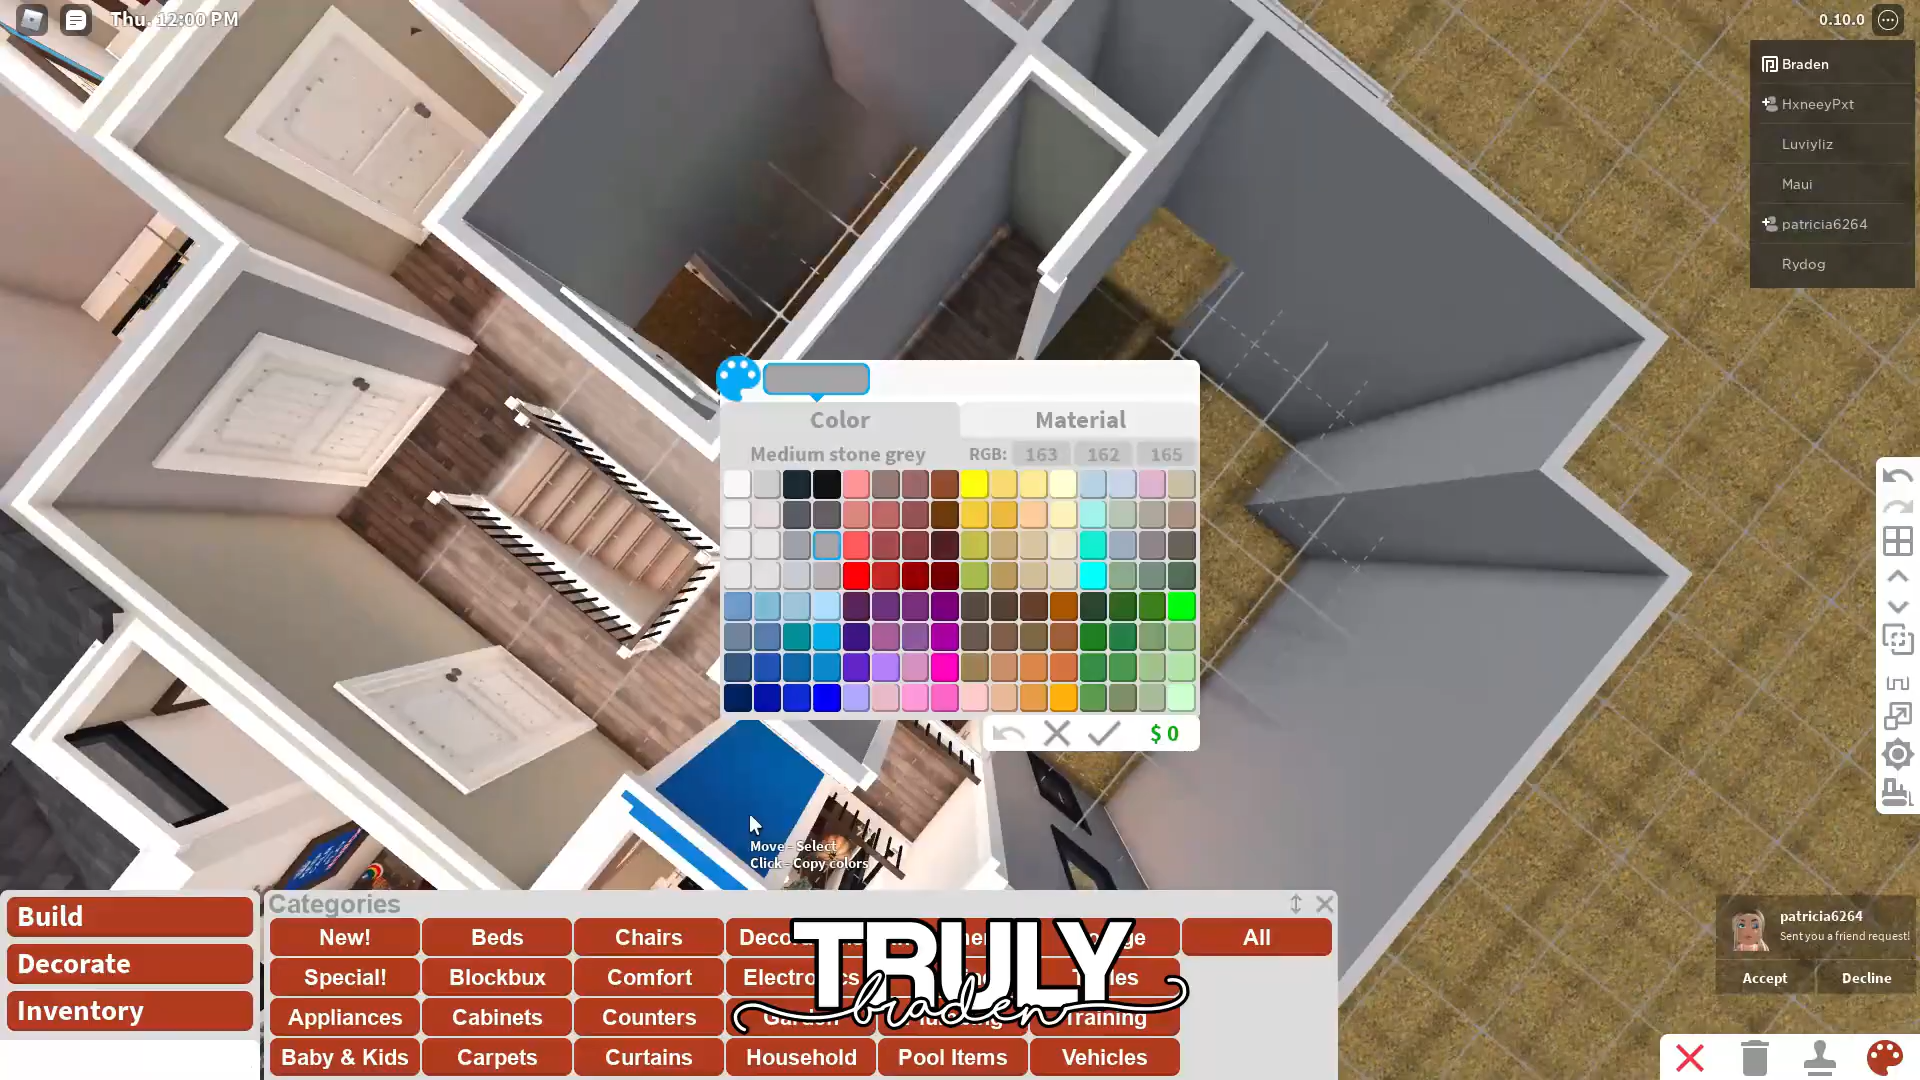 Thu. 12:00 PM
0.10.0
Braden
HxneeyPxt
Luviyliz
Maui
patricia6264
Rydog
Color
Material
Medium stone grey
RGB: 163 162 165
$ 0
Move - Select
Click - Copy colors
Build
Decorate
Inventory
Categories
New!
Beds
Chairs
All
Special!
Blockbux
Comfort
Appliances
Cabinets
Counters
Training
Baby & Kids
Carpets
Curtains
Household
Pool Items
Vehicles
TRULY
braden
patricia6264
Sent you a friend request!
Accept
Decline